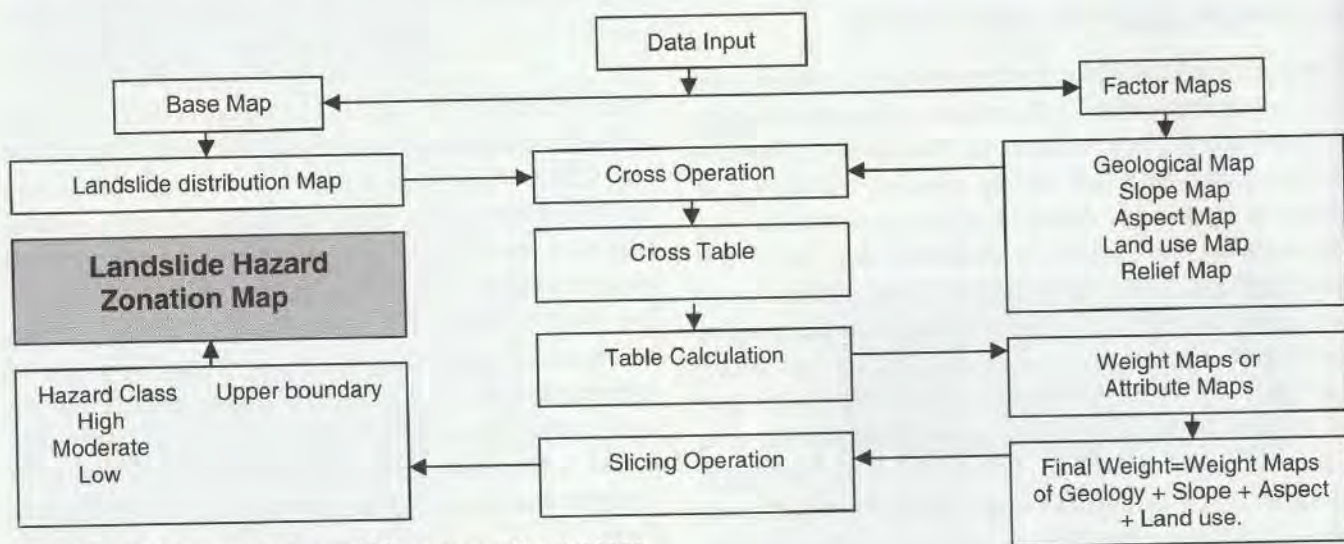 Data Input
Base Map
Factor Maps
Landslide distribution Map
Cross Operation
Geological Map
Slope Map
Aspect Map
Land use Map
Relief Map
Landslide Hazard
Zonation Map
Cross Table
Table Calculation
Weight Maps or
Attribute Maps
Hazard Class Upper boundary
High
Moderate
Low
Slicing Operation
Final Weight=Weight Maps
of Geology + Slope + Aspect
+ Land use.